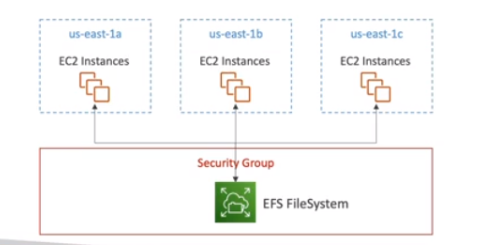 us-east-1a
us-east-1b
us-east-1c
EC2 Instances
EC2 Instances
EC2 Instances
Security Group
EFS FileSystem